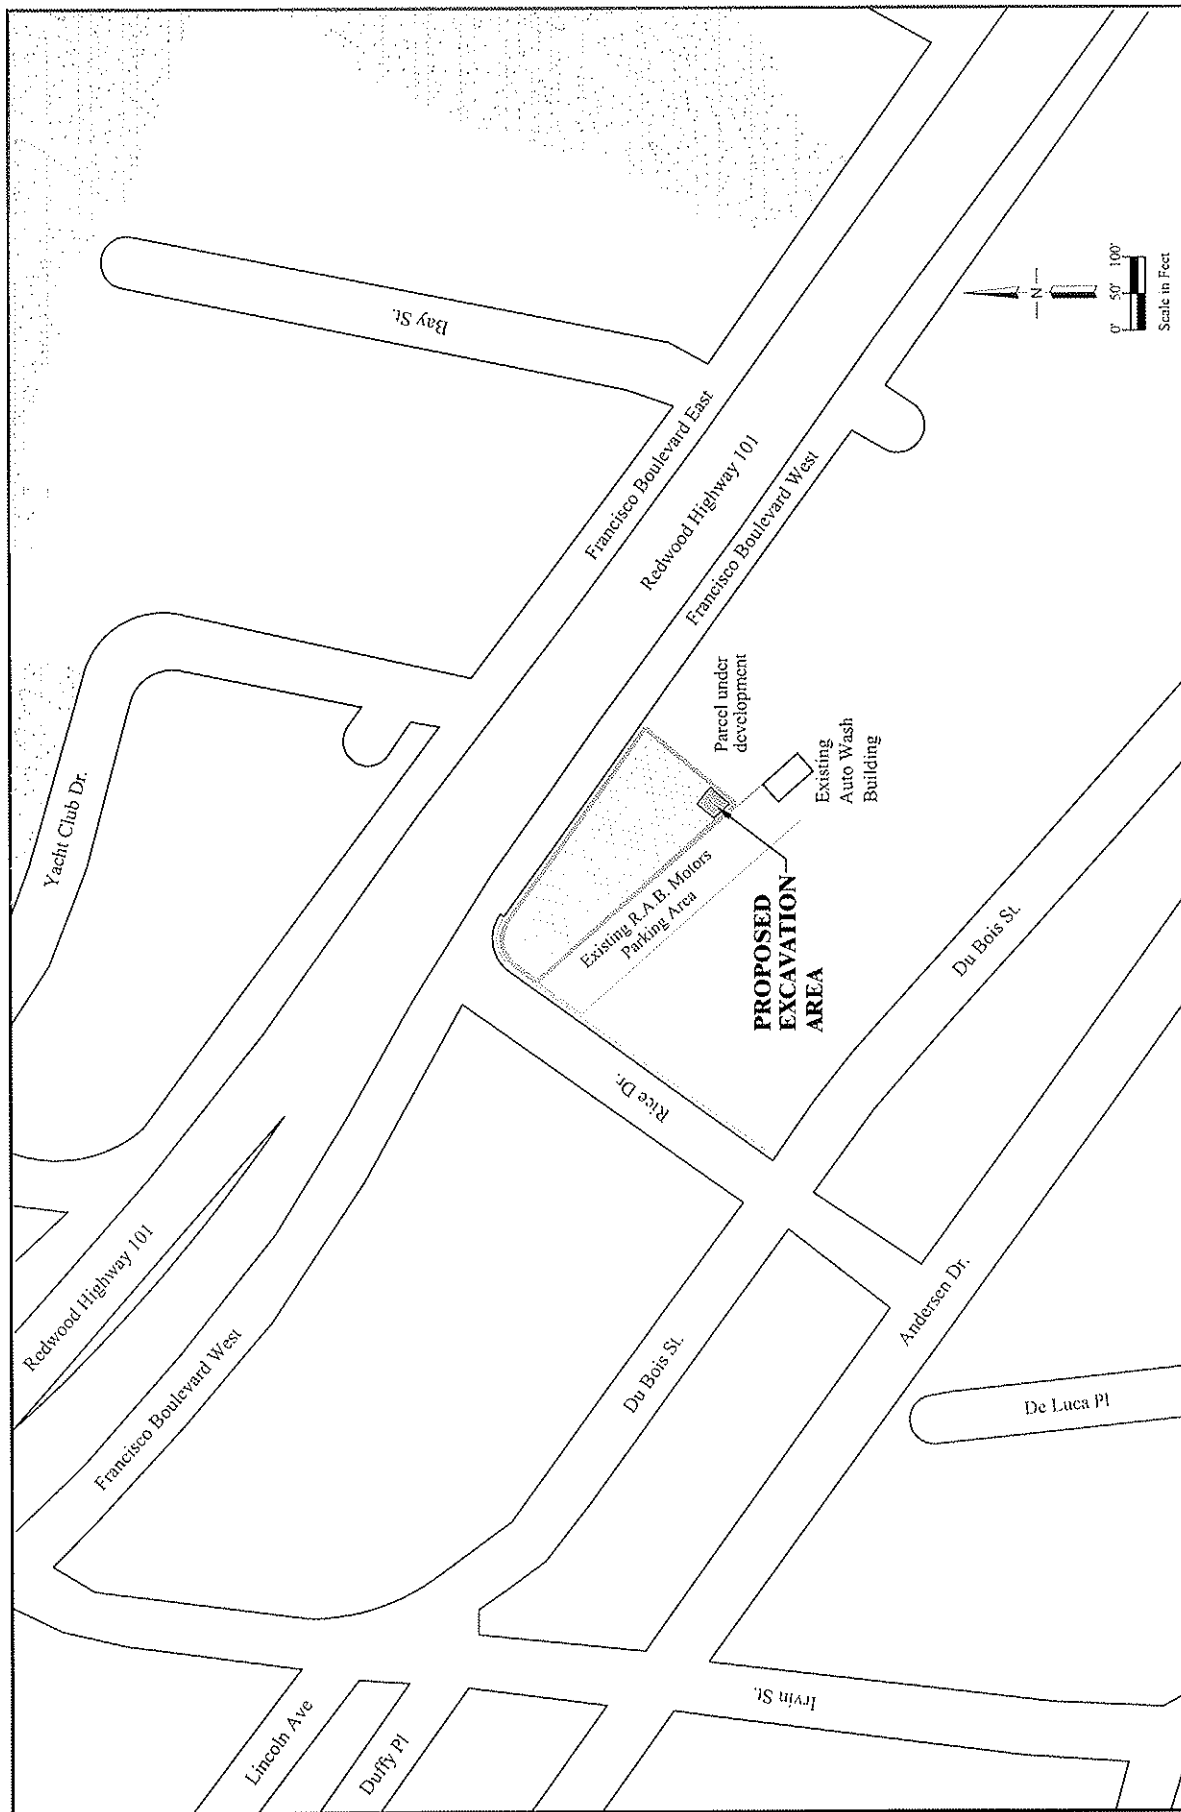 Yacht Club Dr.
Bay St.
Redwood Highway 101
Francisco Boulevard West
Francisco Boulevard East
Redwood Highway 101
Francisco Boulevard West
Lincoln Ave
Duffy Pl
Irvin St.
Du Bois St.
Rice Dr.
Existing R.A.B. Motors
Parking Area
Parcel under
development
Existing
Auto Wash
Building
PROPOSED
EXCAVATION
AREA
Du Bois St.
Andersen Dr.
De Luca Pl
N
0' 50' 100'
Scale in Feet